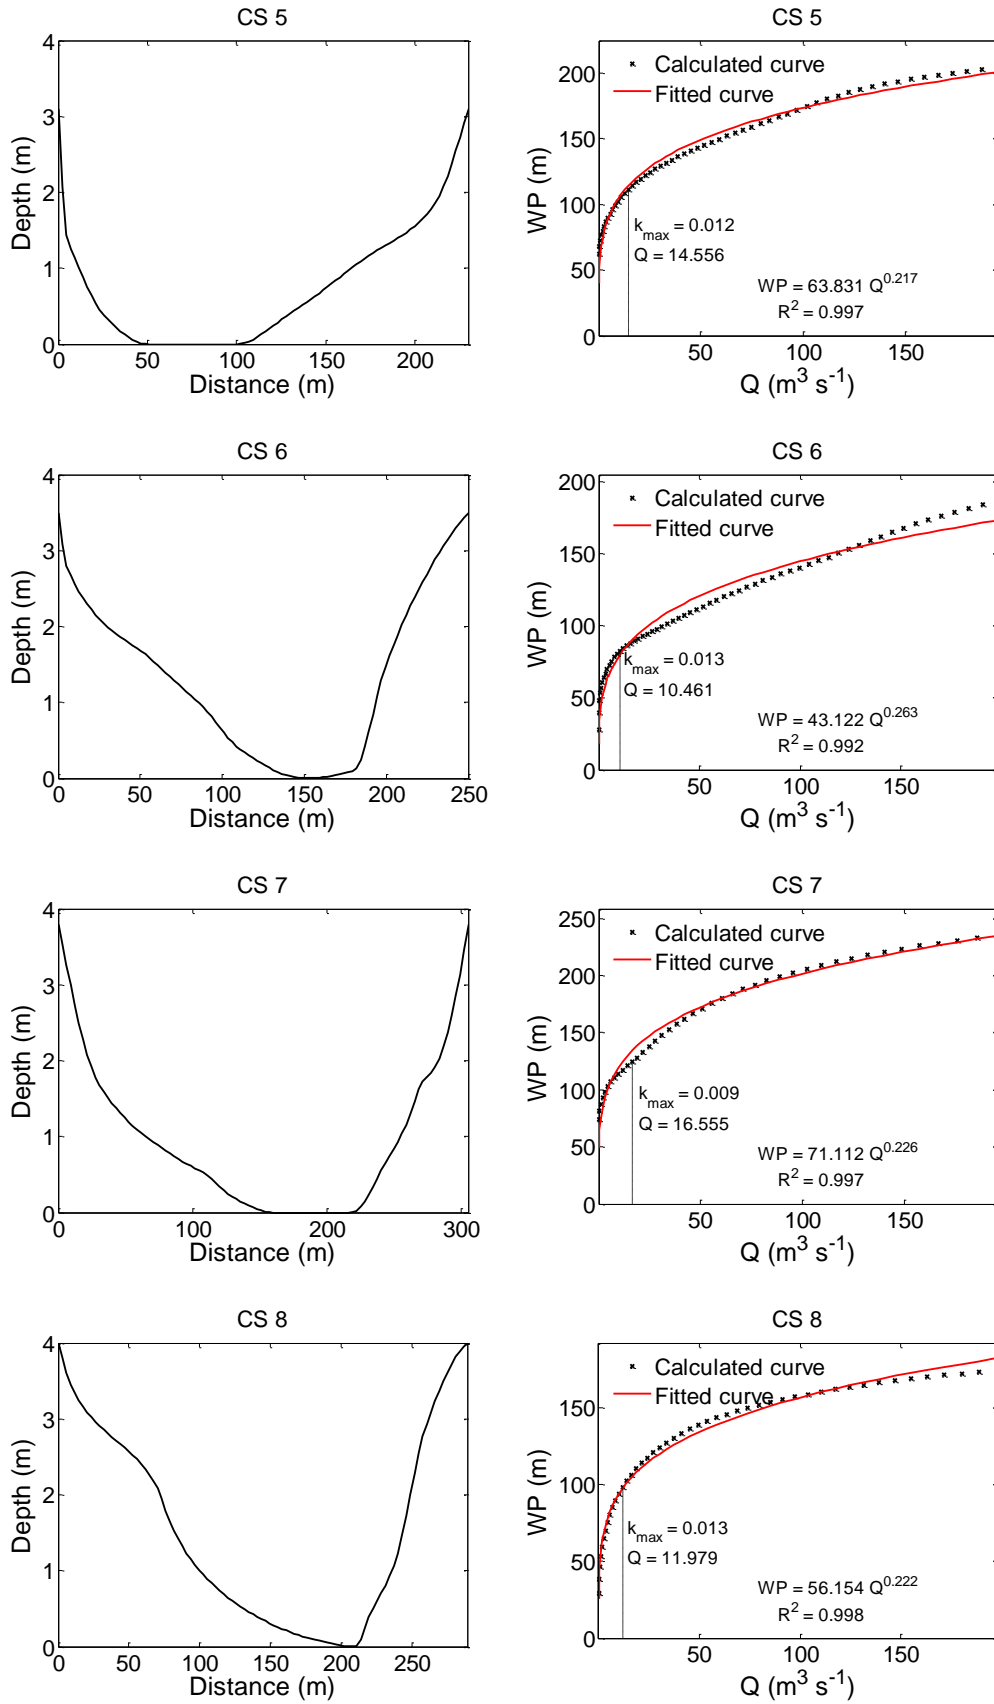 CS 5
4
3
2
1
0
Depth (m)
0 50 100 150 200
Distance (m)
CS 5
200
150
100
50
0
WP (m)
Calculated curve
Fitted curve
k_max = 0.012
Q = 14.556
WP = 63.831 Q^0.217
R^2 = 0.997
50 100 150
Q (m^3 s^-1)
CS 6
4
3
2
1
0
Depth (m)
0 50 100 150 200 250
Distance (m)
CS 6
200
150
100
50
0
WP (m)
Calculated curve
Fitted curve
k_max = 0.013
Q = 10.461
WP = 43.122 Q^0.263
R^2 = 0.992
50 100 150
Q (m^3 s^-1)
CS 7
4
3
2
1
0
Depth (m)
0 100 200 300
Distance (m)
CS 7
250
200
150
100
50
0
WP (m)
Calculated curve
Fitted curve
k_max = 0.009
Q = 16.555
WP = 71.112 Q^0.226
R^2 = 0.997
50 100 150
Q (m^3 s^-1)
CS 8
4
3
2
1
0
Depth (m)
0 50 100 150 200 250
Distance (m)
CS 8
150
100
50
0
WP (m)
Calculated curve
Fitted curve
k_max = 0.013
Q = 11.979
WP = 56.154 Q^0.222
R^2 = 0.998
50 100 150
Q (m^3 s^-1)